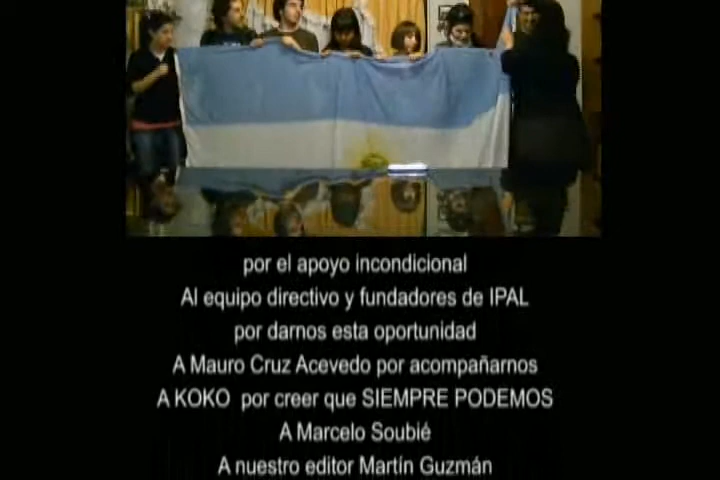 por el apoyo incondicional
Al equipo directivo y fundadores de IPAL
por darnos esta oportunidad
A Mauro Cruz Acevedo por acompañarnos
A KOKO por creer que SIEMPRE PODEMOS
A Marcelo Soubié
A nuestro editor Martín Guzmán